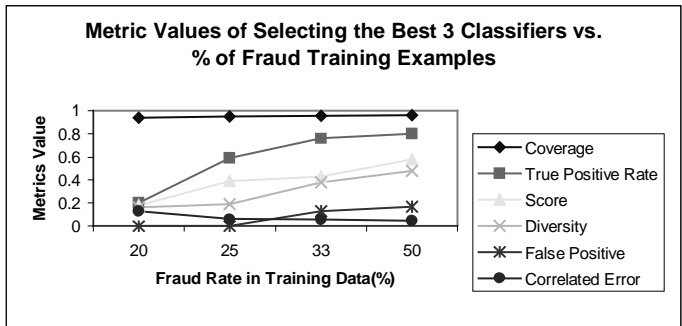 Metric Values of Selecting the Best 3 Classifiers vs.
% of Fraud Training Examples
Metrics Value
1
0.8
0.6
0.4
0.2
0
20 25 33 50
Fraud Rate in Training Data(%)
Coverage
True Positive Rate
Score
Diversity
False Positive
Correlated Error